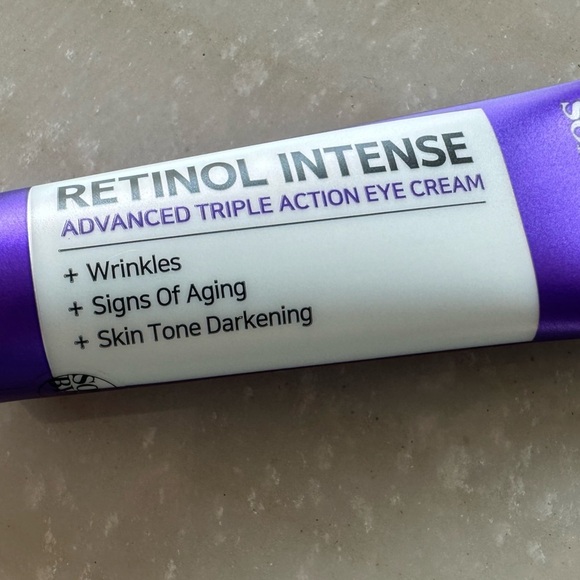 RETINOL INTENSE
ADVANCED TRIPLE ACTION EYE CREAM
+ Wrinkles
+ Signs Of Aging
+ Skin Tone Darkening